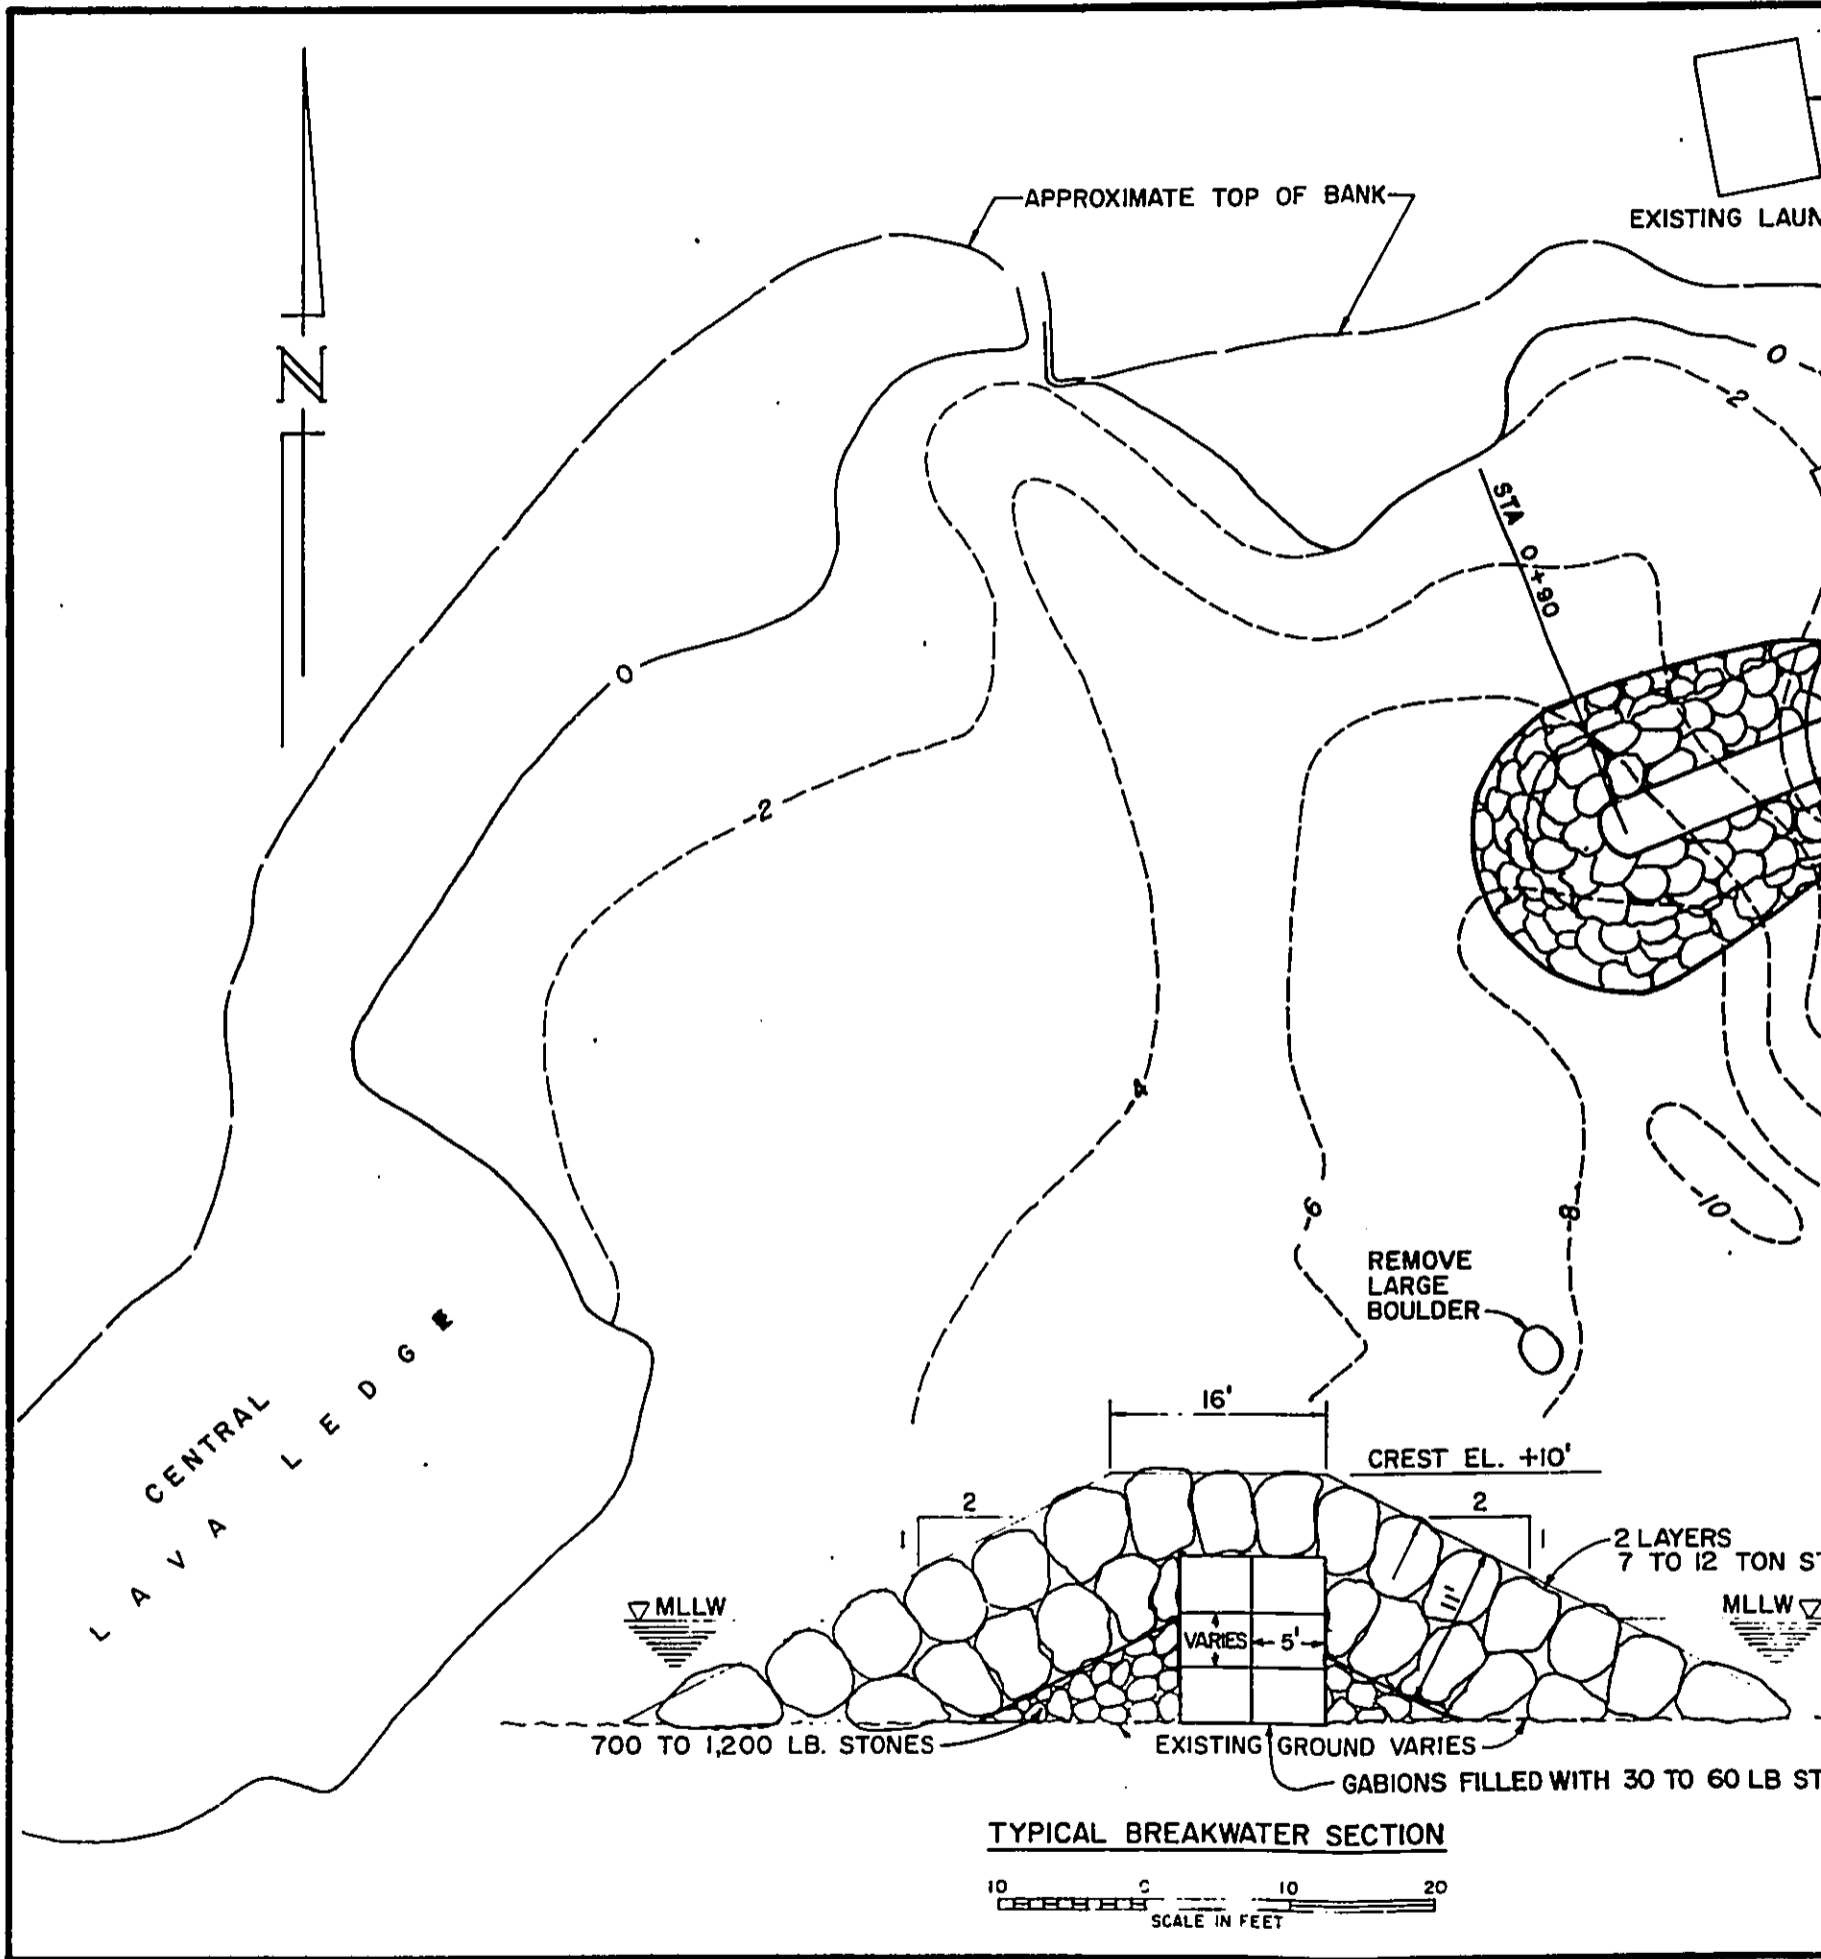 APPROXIMATE TOP OF BANK
EXISTING LAUN
N
0
-2
STA 0+90
0
-2
-4
-6
-8
-10
REMOVE
LARGE
BOULDER
CENTRAL
LAVA LEDGE
16'
CREST EL. +10'
2
1
2
1
2 LAYERS
7 TO 12 TON ST
MLLW
MLLW
11'
VARIES
5'
700 TO 1,200 LB. STONES
EXISTING GROUND VARIES
GABIONS FILLED WITH 30 TO 60 LB ST
TYPICAL BREAKWATER SECTION
10 0 10 20
SCALE IN FEET